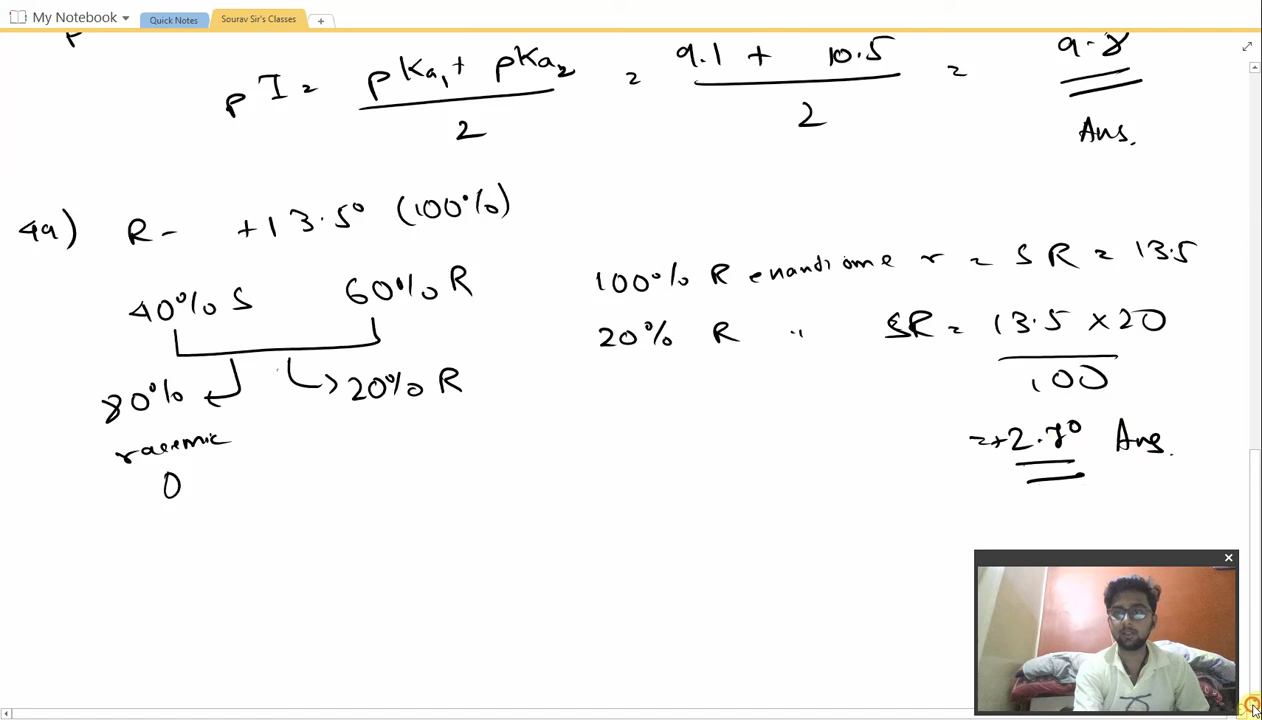 My Notebook
Quick Notes
Sourav Sir's Classes
pI = pKa1 + pKa2 / 2 = 9.1 + 10.5 / 2 = 9.8
Ans.
4a) R - +13.5° (100%)
40% S 60% R
80% 20% R
racemic
0
100% R enantiomer = SR = 13.5
20% R " SR = 13.5 × 20
100
= +2.7° Ans.